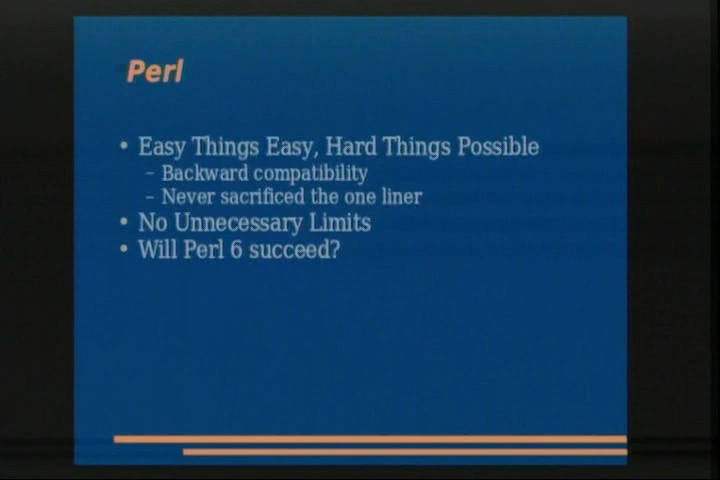 Perl
• Easy Things Easy, Hard Things Possible
– Backward compatibility
– Never sacrificed the one liner
• No Unnecessary Limits
• Will Perl 6 succeed?